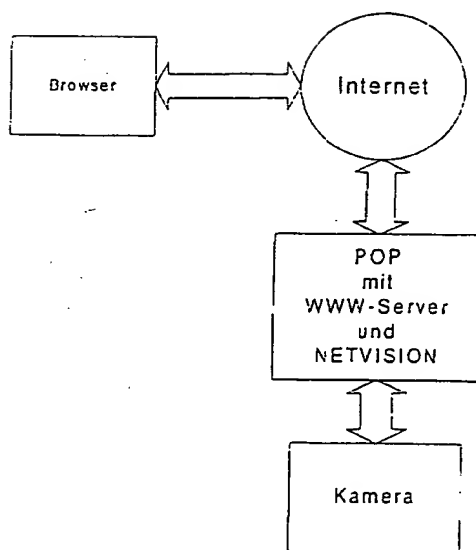 Browser
Internet
POP
mit
WWW-Server
und
NETVISION
Kamera